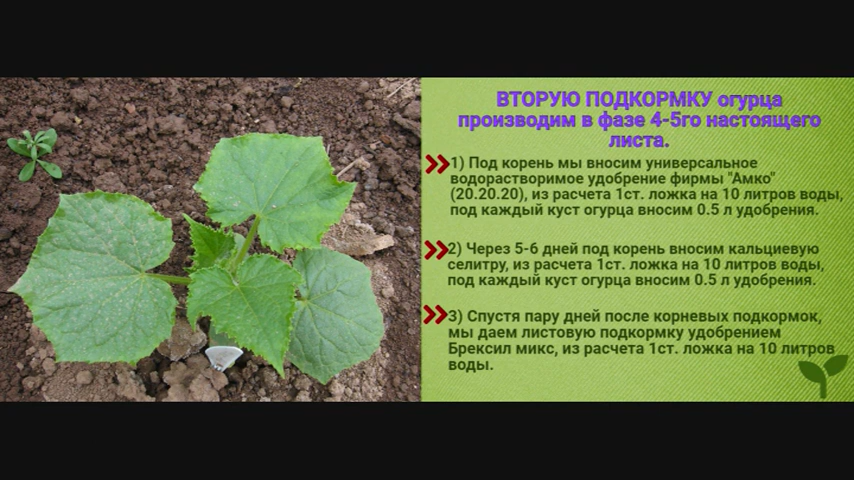 ВТОРУЮ ПОДКОРМКУ огурца
производим в фазе 4-5го настоящего
листа.
1) Под корень мы вносим универсальное
водорастворимое удобрение фирмы "Амко"
(20.20.20), из расчета 1ст. ложка на 10 литров воды,
под каждый куст огурца вносим 0.5 л удобрения.
2) Через 5-6 дней под корень вносим кальциевую
селитру, из расчета 1ст. ложка на 10 литров воды,
под каждый куст огурца вносим 0.5 л удобрения.
3) Спустя пару дней после корневых подкормок,
мы даем листовую подкормку удобрением
Брексил микс, из расчета 1ст. ложка на 10 литров
воды.